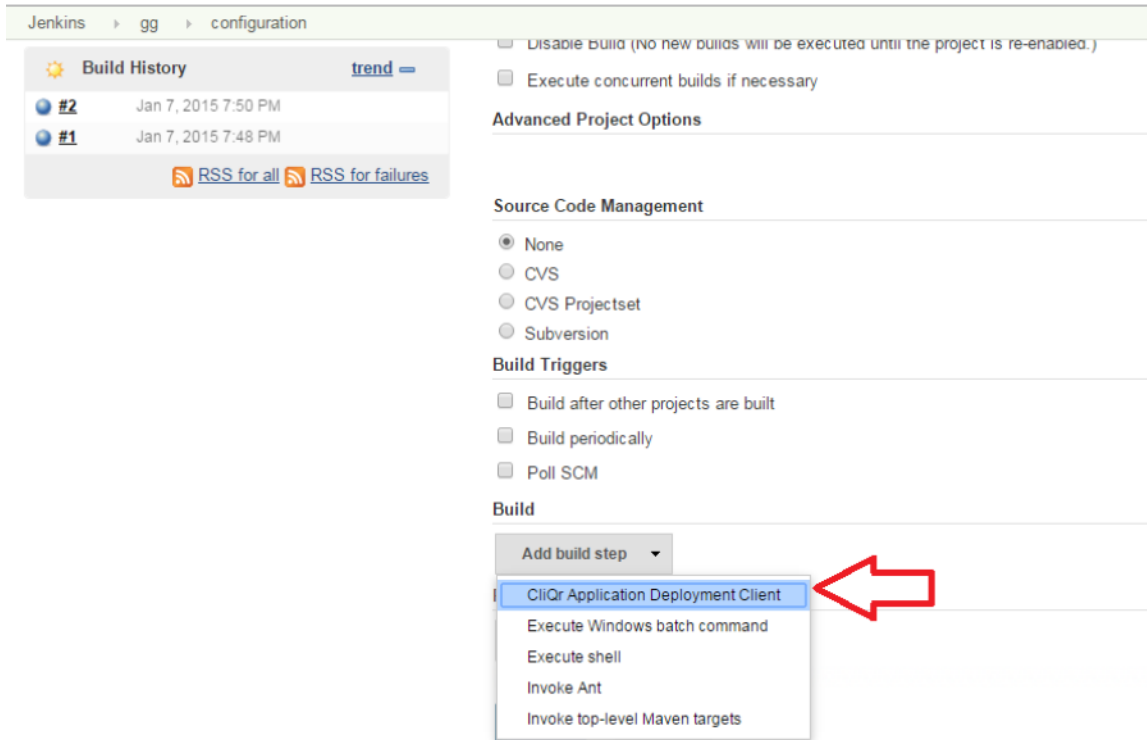 Jenkins gg configuration
Build History trend
#2 Jan 7, 2015 7:50 PM
#1 Jan 7, 2015 7:48 PM
RSS for all RSS for failures
Disable Build (No new builds will be executed until the project is re-enabled.)
Execute concurrent builds if necessary
Advanced Project Options
Source Code Management
None
CVS
CVS Projectset
Subversion
Build Triggers
Build after other projects are built
Build periodically
Poll SCM
Build
Add build step
CliQr Application Deployment Client
Execute Windows batch command
Execute shell
Invoke Ant
Invoke top-level Maven targets